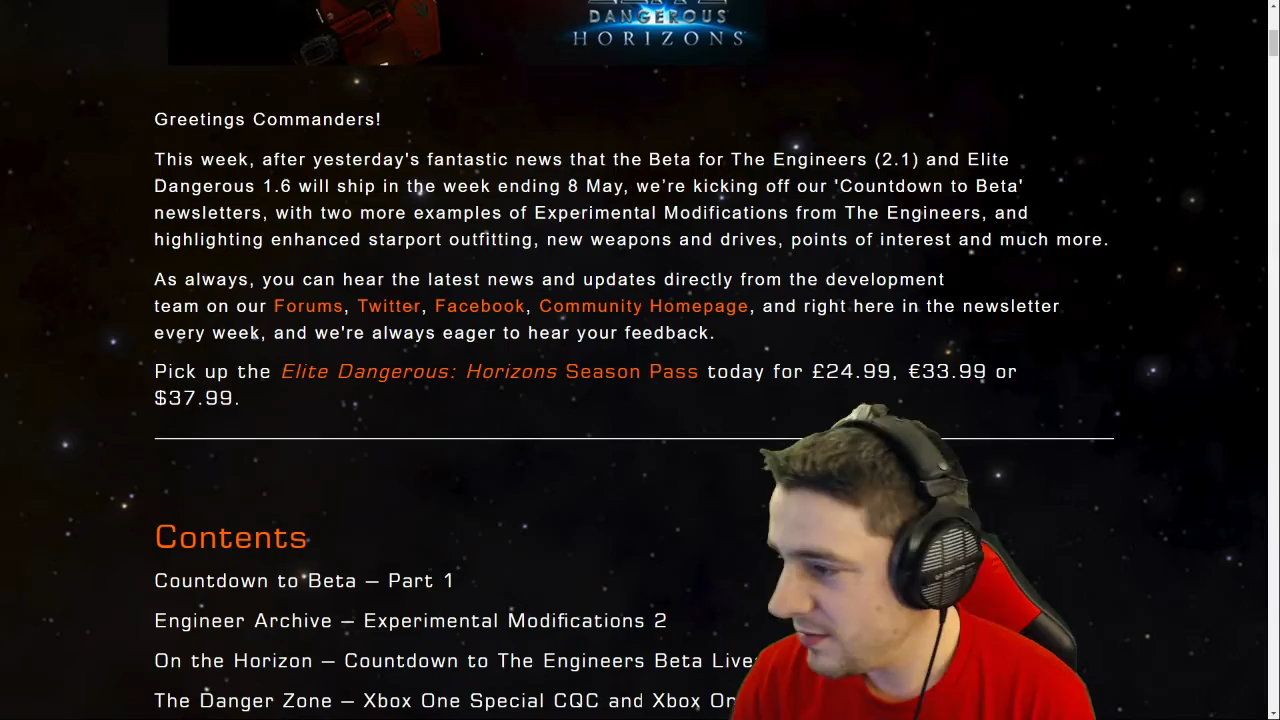 DANGEROUS
HORIZONS
Greetings Commanders!
This week, after yesterday's fantastic news that the Beta for The Engineers (2.1) and Elite
Dangerous 1.6 will ship in the week ending 8 May, we're kicking off our 'Countdown to Beta'
newsletters, with two more examples of Experimental Modifications from The Engineers, and
highlighting enhanced starport outfitting, new weapons and drives, points of interest and much more.
As always, you can hear the latest news and updates directly from the development
team on our Forums, Twitter, Facebook, Community Homepage, and right here in the newsletter
every week, and we're always eager to hear your feedback.
Pick up the Elite Dangerous: Horizons Season Pass today for £24.99, €33.99 or
$37.99.
Contents
Countdown to Beta – Part 1
Engineer Archive – Experimental Modifications 2
On the Horizon – Countdown to The Engineers Beta Live
The Danger Zone – Xbox One Special CQC and Xbox